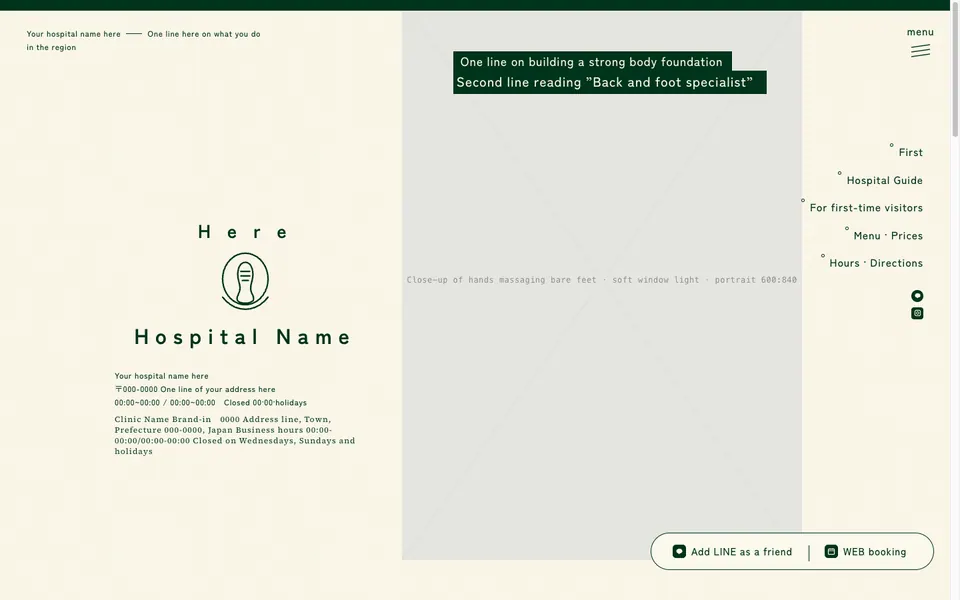 Your hospital name here — One line here on what you do
in the region
menu
One line on building a strong body foundation
Second line reading ”Back and foot specialist”
First
Hospital Guide
For first-time visitors
Menu・Prices
Hours・Directions
Here
Hospital Name
Close-up of hands massaging bare feet · soft window light · portrait 600:840
Your hospital name here
〒000-0000 One line of your address here
00:00~00:00 / 00:00~00:00 Closed 00·00·holidays
Clinic Name Brand-in 0000 Address line, Town,
Prefecture 000-0000, Japan Business hours 00:00-
00:00/00:00-00:00 Closed on Wednesdays, Sundays and
holidays
Add LINE as a friend
WEB booking